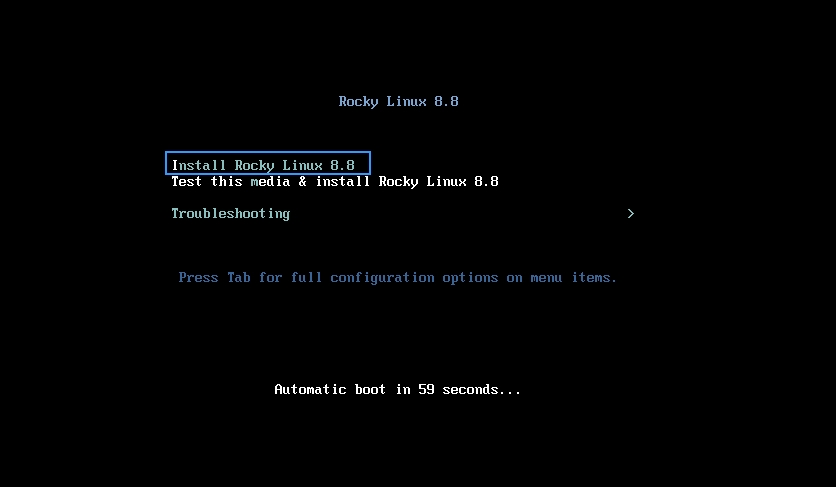 Rocky Linux 8.8
Install Rocky Linux 8.8
Test this media & install Rocky Linux 8.8
Troubleshooting >
Press Tab for full configuration options on menu items.
Automatic boot in 59 seconds...